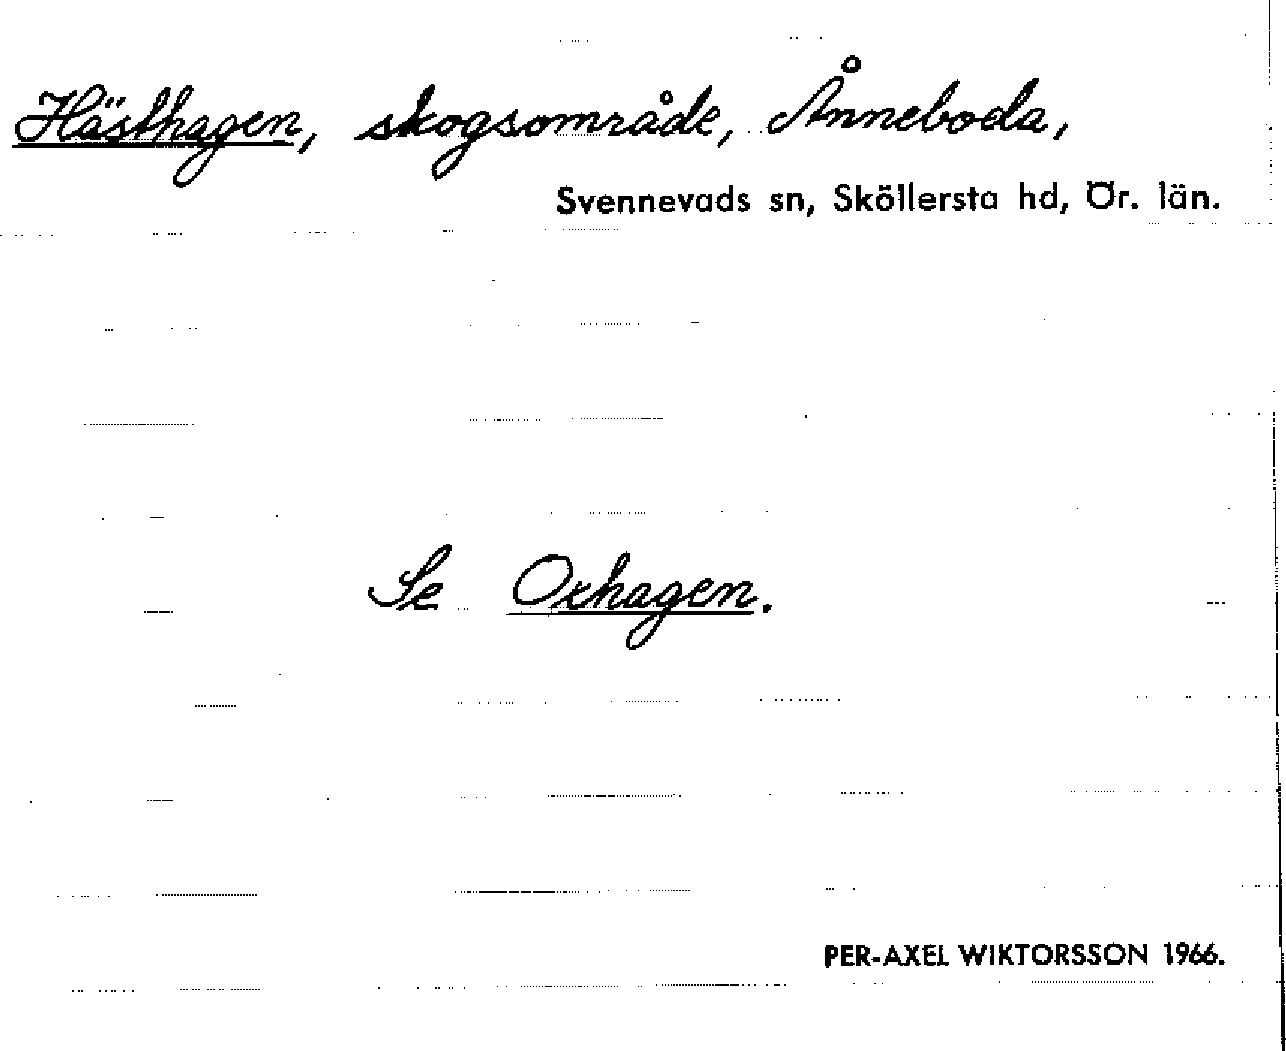 Hästhagen, skogsområde, Ånneboda,
Svennevads sn, Sköllersta hd, Ör. län.
Se Oxhagen.
PER-AXEL WIKTORSSON 1966.